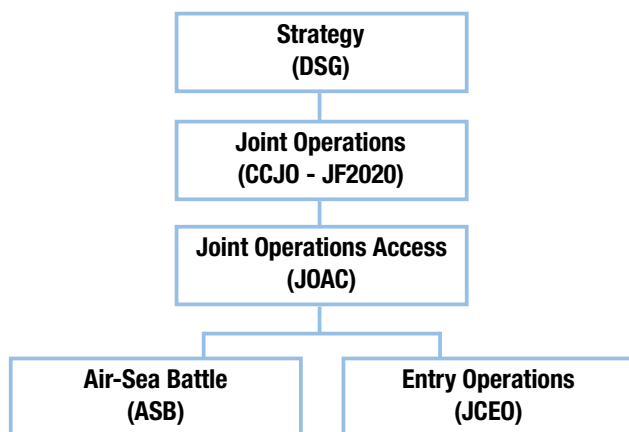 Strategy
(DSG)
Joint Operations
(CCJO - JF2020)
Joint Operations Access
(JOAC)
Air-Sea Battle
(ASB)
Entry Operations
(JCEO)